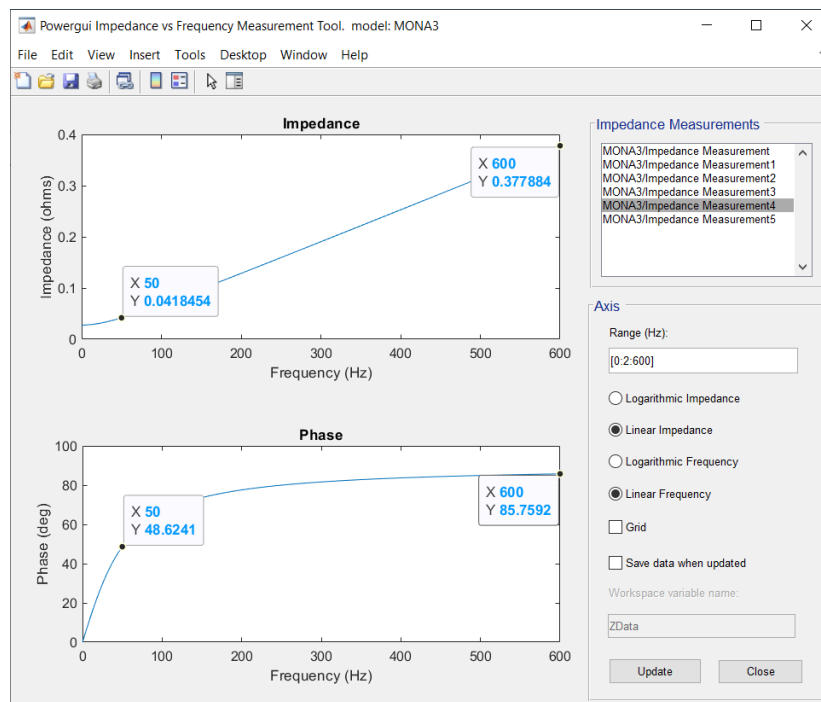 Powergui Impedance vs Frequency Measurement Tool. model: MONA3
File Edit View Insert Tools Desktop Window Help
Impedance
Impedance (ohms)
0.4
0.3
0.2
0.1
0
X 600
Y 0.377884
X 50
Y 0.0418454
0 100 200 300 400 500 600
Frequency (Hz)
Phase
Phase (deg)
100
80
60
40
20
0
X 50
Y 48.6241
X 600
Y 85.7592
0 100 200 300 400 500 600
Frequency (Hz)
Impedance Measurements
MONA3/Impedance Measurement
MONA3/Impedance Measurement1
MONA3/Impedance Measurement2
MONA3/Impedance Measurement3
MONA3/Impedance Measurement4
MONA3/Impedance Measurement5
Axis
Range (Hz):
[0:2:600]
Logarithmic Impedance
Linear Impedance
Logarithmic Frequency
Linear Frequency
Grid
Save data when updated
Workspace variable name:
ZData
Update Close